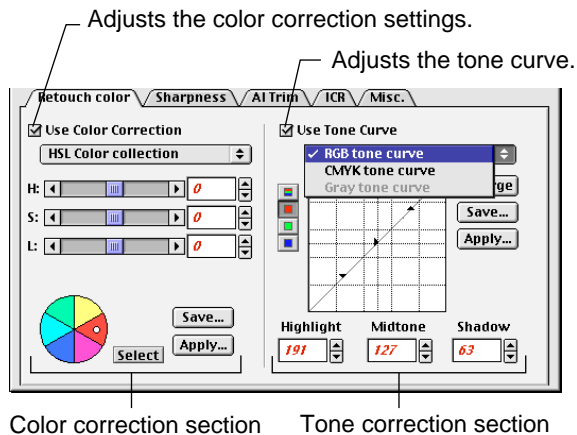 Adjusts the color correction settings.
Adjusts the tone curve.
Retouch color Sharpness AI Trim ICR Misc.
Use Color Correction
HSL Color collection
H: 0
S: 0
L: 0
Save...
Select
Apply...
Use Tone Curve
RGB tone curve
CMYK tone curve
Gray tone curve
Save...
Apply...
Highlight Midtone Shadow
191 127 63
Color correction section
Tone correction section